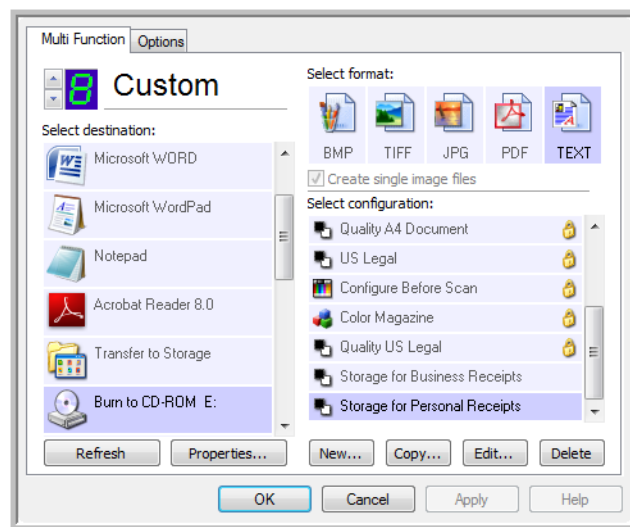 Multi Function
Options
8
Custom
Select destination:
Microsoft WORD
Microsoft WordPad
Notepad
Acrobat Reader 8.0
Transfer to Storage
Burn to CD-ROM E:
Refresh
Properties...
Select format:
BMP
TIFF
JPG
PDF
TEXT
Create single image files
Select configuration:
Quality A4 Document
US Legal
Configure Before Scan
Color Magazine
Quality US Legal
Storage for Business Receipts
Storage for Personal Receipts
New...
Copy...
Edit...
Delete
OK
Cancel
Apply
Help